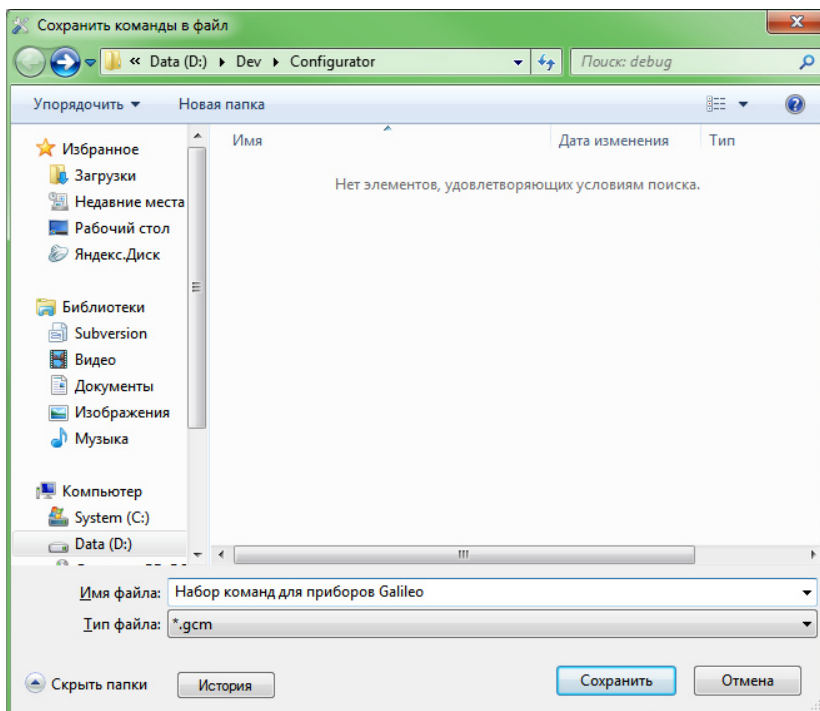 Сохранить команды в файл
« Data (D:) Dev Configurator
Поиск: debug
Упорядочить Новая папка
Имя Дата изменения Тип
Нет элементов, удовлетворяющих условиям поиска.
Избранное
Загрузки
Недавние места
Рабочий стол
Яндекс.Диск
Библиотеки
Subversion
Видео
Документы
Изображения
Музыка
Компьютер
System (C:)
Data (D:)
Имя файла: Набор команд для приборов Galileo
Тип файла: *.gcm
Скрыть папки История Сохранить Отмена